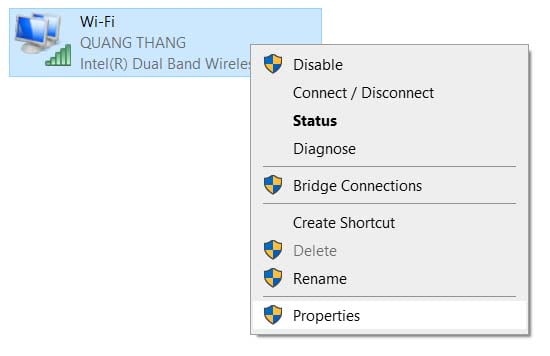 Wi-Fi
QUANG THANG
Intel(R) Dual Band Wireles
Disable
Connect / Disconnect
Status
Diagnose
Bridge Connections
Create Shortcut
Delete
Rename
Properties